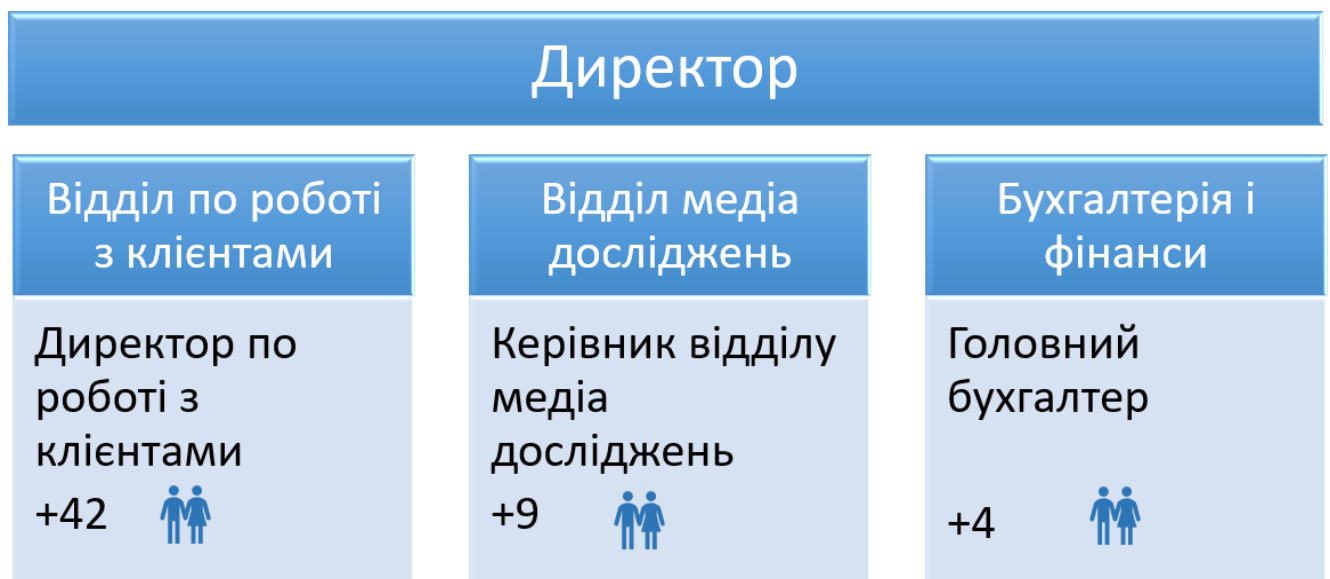 Директор
Відділ по роботі
з клієнтами
Директор по
роботі з
клієнтами
+42
Відділ медіа
досліджень
Керівник відділу
медіа
досліджень
+9
Бухгалтерія і
фінанси
Головний
бухгалтер
+4